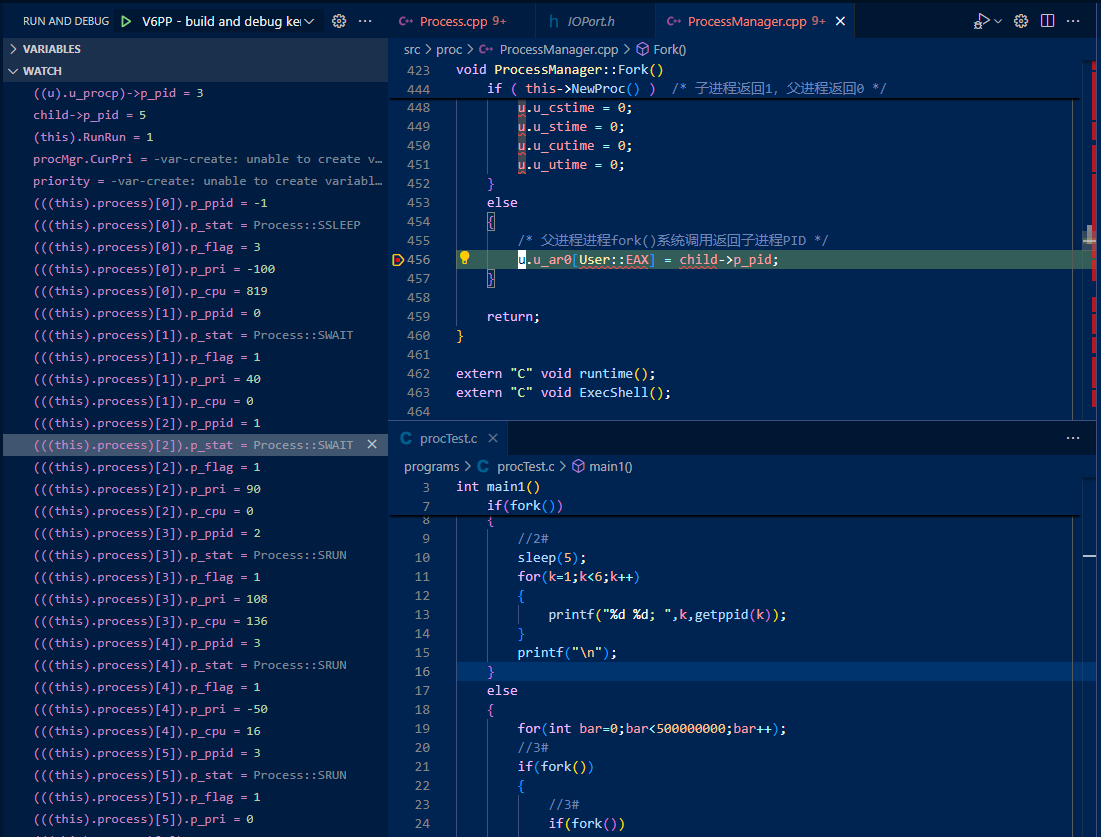 RUN AND DEBUG V6PP - build and debug ker
VARIABLES
WATCH
((u).u_procp)->p_pid = 3
child->p_pid = 5
(this).RunRun = 1
procMgr.CurPri = -var-create: unable to create v…
priority = -var-create: unable to create variabl…
(((this).process)[0]).p_ppid = -1
(((this).process)[0]).p_stat = Process::SSLEEP
(((this).process)[0]).p_flag = 3
(((this).process)[0]).p_pri = -100
(((this).process)[0]).p_cpu = 819
(((this).process)[1]).p_ppid = 0
(((this).process)[1]).p_stat = Process::SWAIT
(((this).process)[1]).p_flag = 1
(((this).process)[1]).p_pri = 40
(((this).process)[1]).p_cpu = 0
(((this).process)[2]).p_ppid = 1
(((this).process)[2]).p_stat = Process::SWAIT
(((this).process)[2]).p_flag = 1
(((this).process)[2]).p_pri = 90
(((this).process)[2]).p_cpu = 0
(((this).process)[3]).p_ppid = 2
(((this).process)[3]).p_stat = Process::SRUN
(((this).process)[3]).p_flag = 1
(((this).process)[3]).p_pri = 108
(((this).process)[3]).p_cpu = 136
(((this).process)[4]).p_ppid = 3
(((this).process)[4]).p_stat = Process::SRUN
(((this).process)[4]).p_flag = 1
(((this).process)[4]).p_pri = -50
(((this).process)[4]).p_cpu = 16
(((this).process)[5]).p_ppid = 3
(((this).process)[5]).p_stat = Process::SRUN
(((this).process)[5]).p_flag = 1
(((this).process)[5]).p_pri = 0
Process.cpp 9+ IOPort.h ProcessManager.cpp 9+
src > proc > ProcessManager.cpp > Fork()
423 void ProcessManager::Fork()
444 if ( this->NewProc() ) /* 子进程返回1，父进程返回0 */
448 u.u_cstime = 0;
449 u.u_stime = 0;
450 u.u_cutime = 0;
451 u.u_utime = 0;
452 }
453 else
454 {
455 /* 父进程进程fork()系统调用返回子进程PID */
456 u.u_ar0[User::EAX] = child->p_pid;
457 }
458
459 return;
460 }
461
462 extern "C" void runtime();
463 extern "C" void ExecShell();
464
procTest.c
programs > procTest.c > main1()
3 int main1()
7 if(fork())
8 {
9 //2#
10 sleep(5);
11 for(k=1;k<6;k++)
12 {
13 printf("%d %d; ",k,getppid(k));
14 }
15 printf("\n");
16 }
17 else
18 {
19 for(int bar=0;bar<500000000;bar++);
20 //3#
21 if(fork())
22 {
23 //3#
24 if(fork())